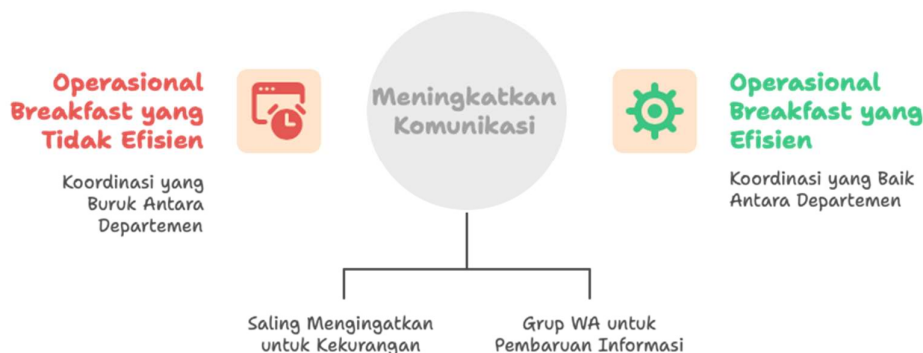 Operasional
Breakfast yang
Tidak Efisien
Koordinasi yang
Buruk Antara
Departemen
Meningkatkan
Komunikasi
Operasional
Breakfast yang
Efisien
Koordinasi yang Baik
Antara Departemen
Saling Mengingatkan
untuk Kekurangan
Grup WA untuk
Pembaruan Informasi